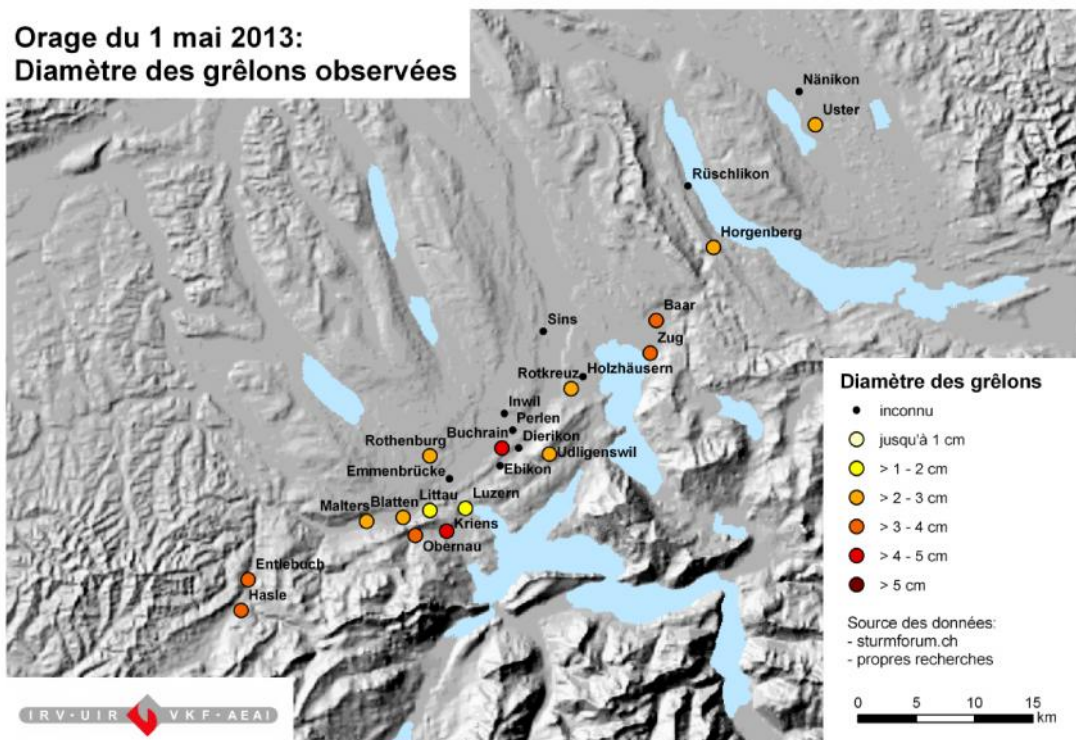 Orage du 1 mai 2013:
Diamètre des grêlons observées
Nänikon
Uster
Rüschlikon
Horgenberg
Baar
Sins
Zug
Holzhäusern
Rotkreuz
Inwil
Perlen
Buchrain
Dierikon
Rothenburg
Udligenswil
Emmenbrücke
Ebikon
Luzern
Littau
Blatten
Malters
Kriens
Obernau
Entlebuch
Hasle
Diamètre des grêlons
inconnu
jusqu'à 1 cm
> 1 - 2 cm
> 2 - 3 cm
> 3 - 4 cm
> 4 - 5 cm
> 5 cm
Source des données:
- sturmforum.ch
- propres recherches
0 5 10 15
km
IRV·UIR VKF·AEAI